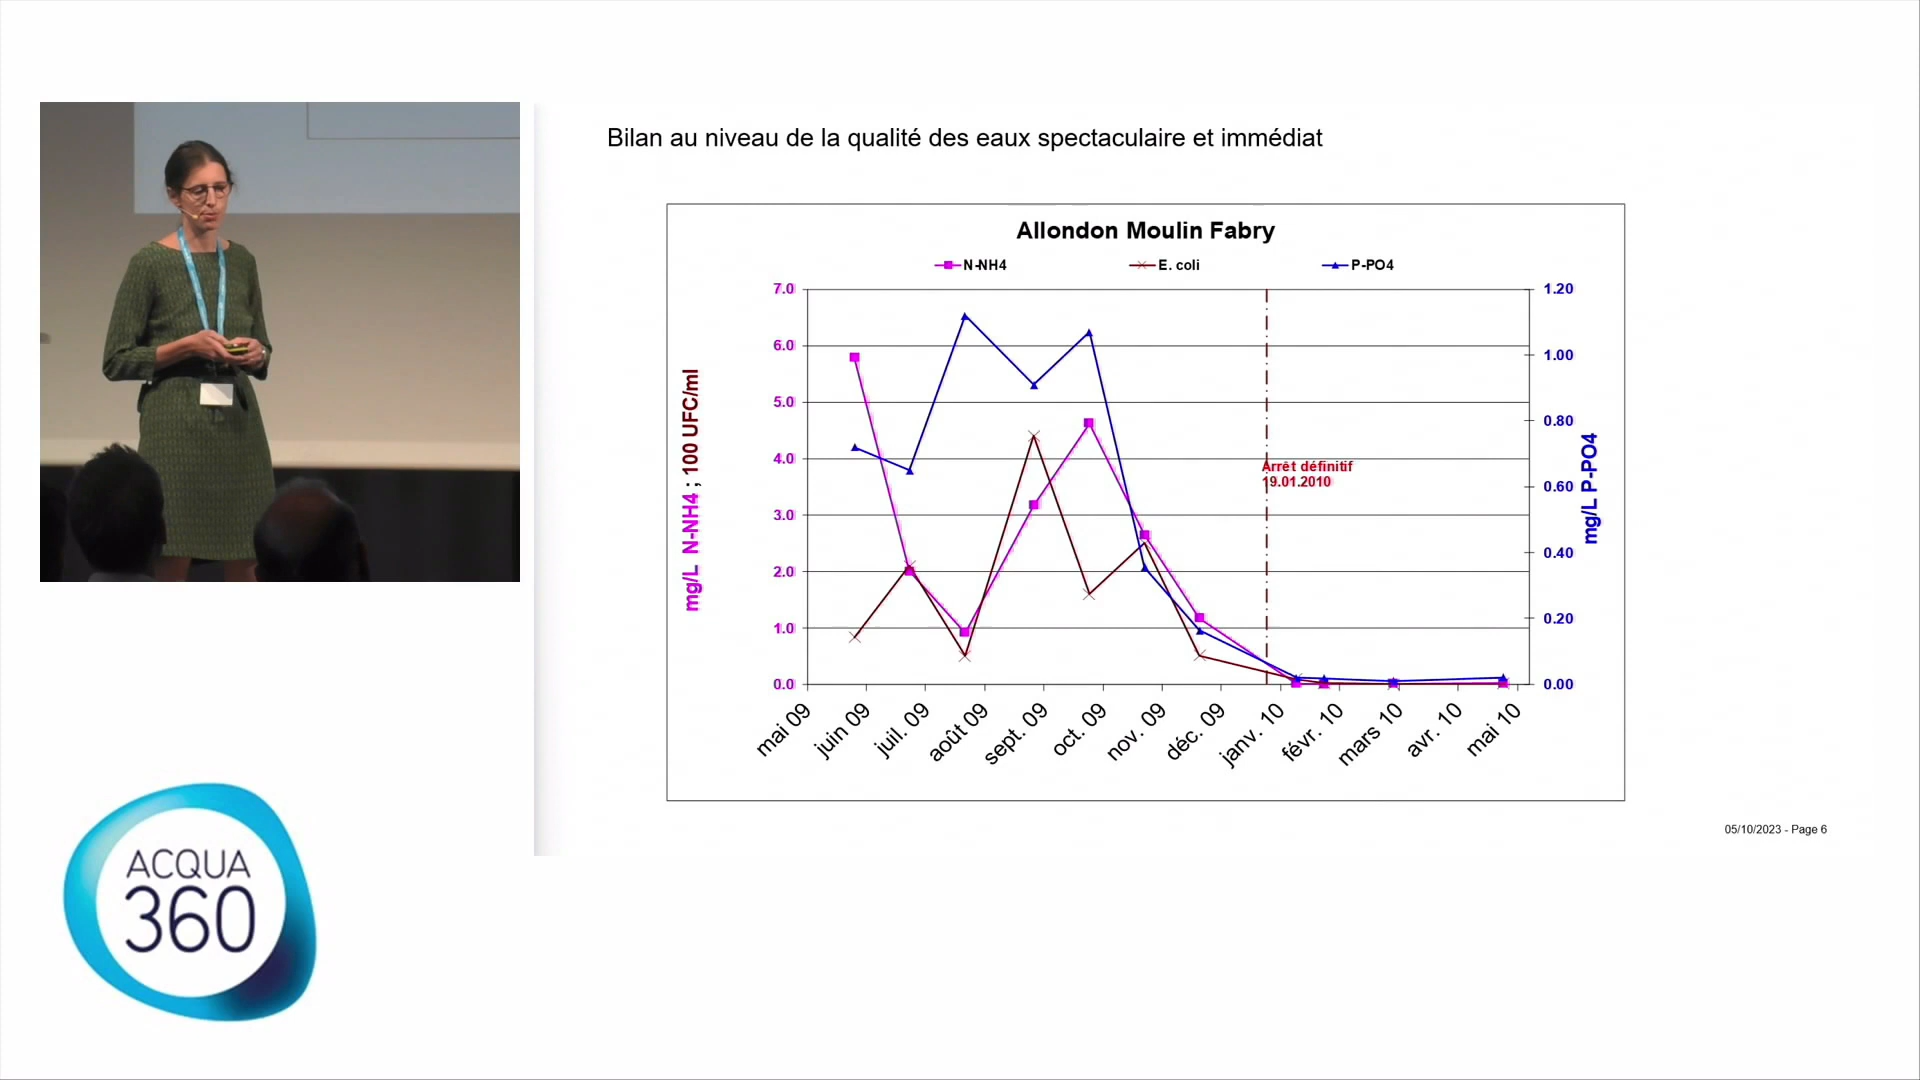 Bilan au niveau de la qualité des eaux spectaculaire et immédiat
Allondon Moulin Fabry
N-NH4 E. coli P-PO4
7.0
6.0
5.0
4.0
3.0
2.0
1.0
0.0
mg/L N-NH4 ; 100 UFC/ml
1.20
1.00
0.80
0.60
0.40
0.20
0.00
mg/L P-PO4
Arrêt définitif
19.01.2010
mai 09
juin 09
juil. 09
août 09
sept. 09
oct. 09
nov. 09
déc. 09
janv. 10
févr. 10
mars 10
avr. 10
mai 10
05/10/2023 - Page 6
ACQUA
360